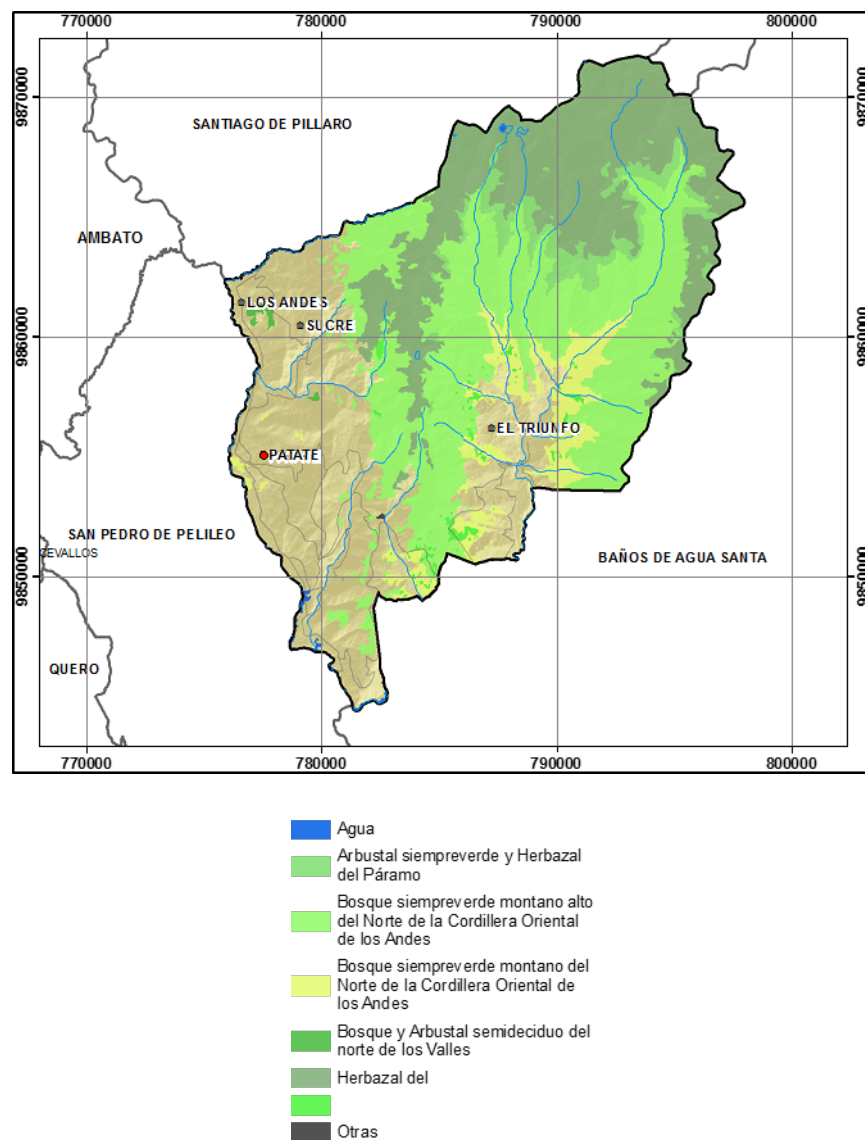 770000 780000 790000 800000
9870000 9870000
SANTIAGO DE PILLARO
AMBATO
LOS ANDES
SUCRE
9860000 9860000
EL TRIUNFO
PATATE
SAN PEDRO DE PELILEO
CEVALLOS
BAÑOS DE AGUA SANTA
9850000 9850000
QUERO
770000 780000 790000 800000
Agua
Arbustal siempreverde y Herbazal
del Páramo
Bosque siempreverde montano alto
del Norte de la Cordillera Oriental
de los Andes
Bosque siempreverde montano del
Norte de la Cordillera Oriental de
los Andes
Bosque y Arbustal semideciduo del
norte de los Valles
Herbazal del
Otras